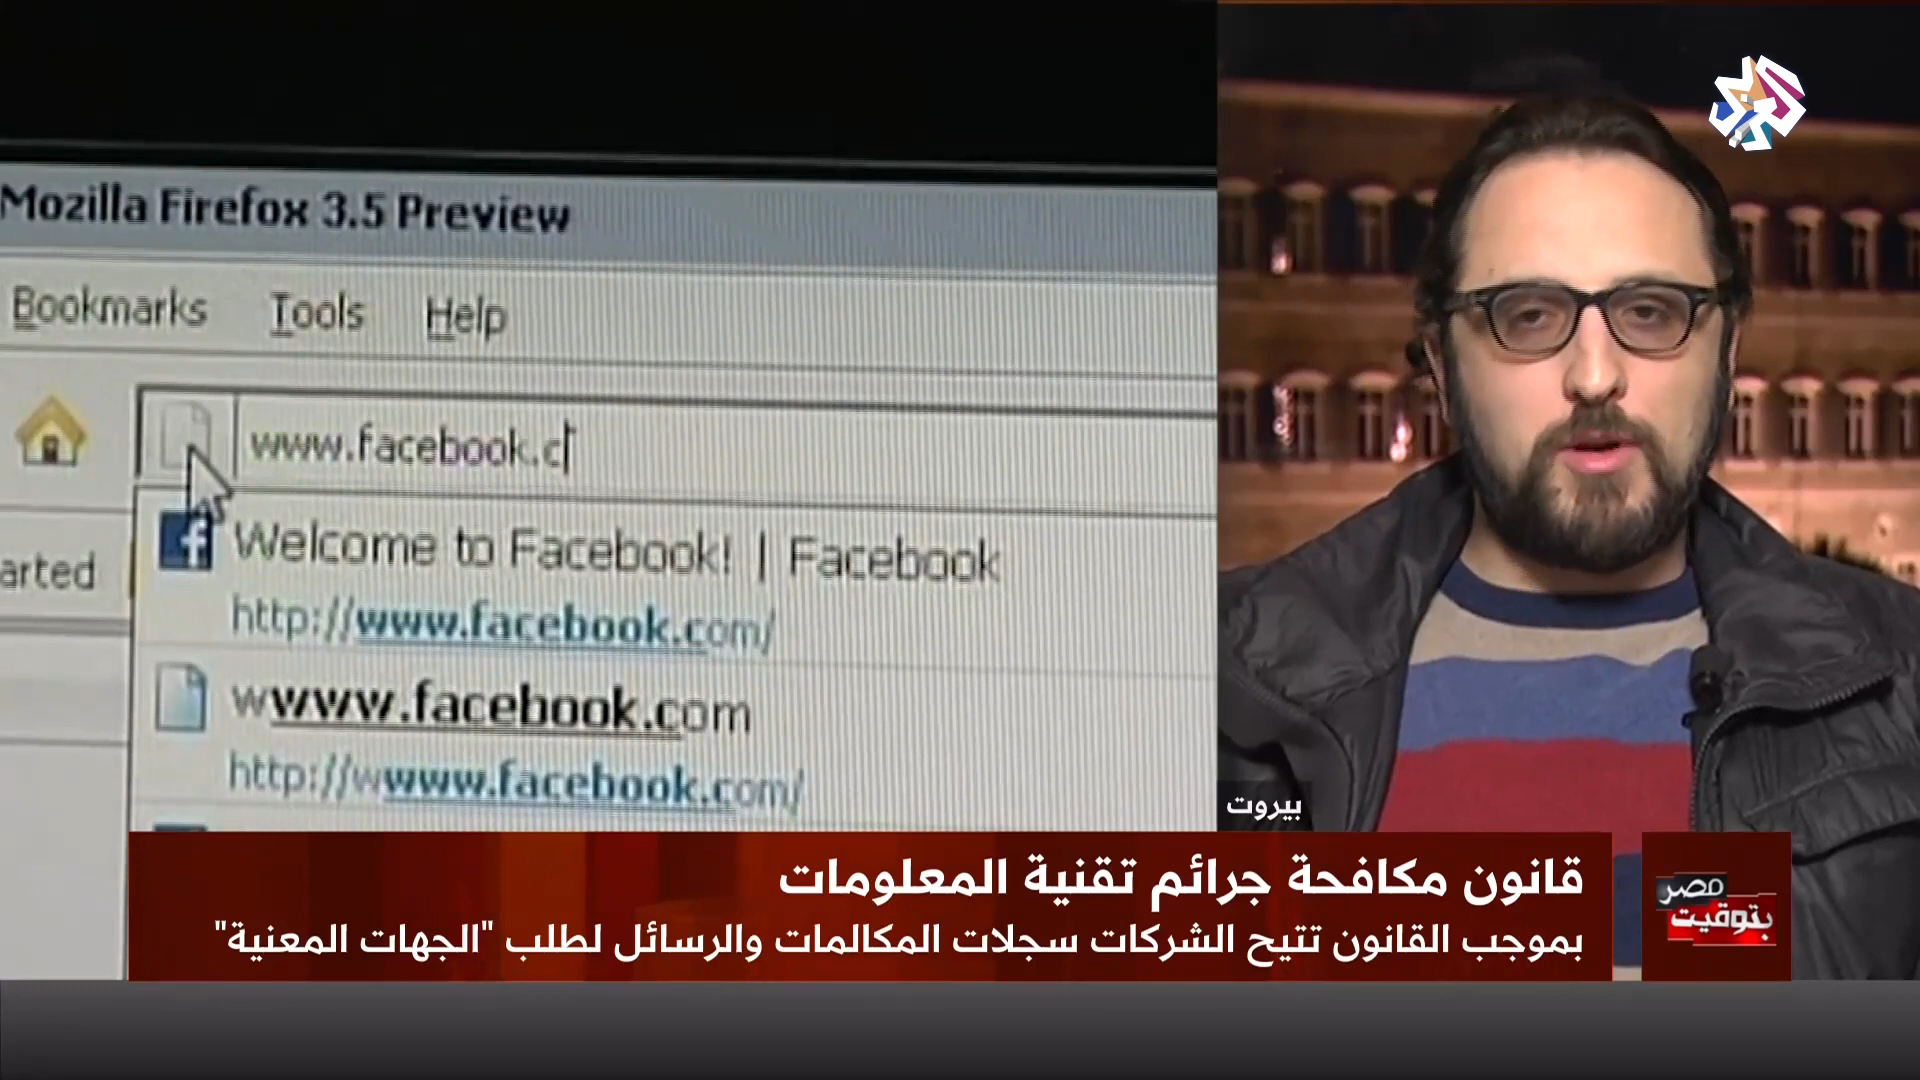 Mozilla Firefox 3.5 Preview
Bookmarks Tools Help
www.facebook.c
arted
Welcome to Facebook! | Facebook
http://www.facebook.com/
wwww.facebook.com
http://wwww.facebook.com/
بيروت
قانون مكافحة جرائم تقنية المعلومات
بموجب القانون تتيح الشركات سجلات المكالمات والرسائل لطلب "الجهات المعنية"
مصر
بتوقيت